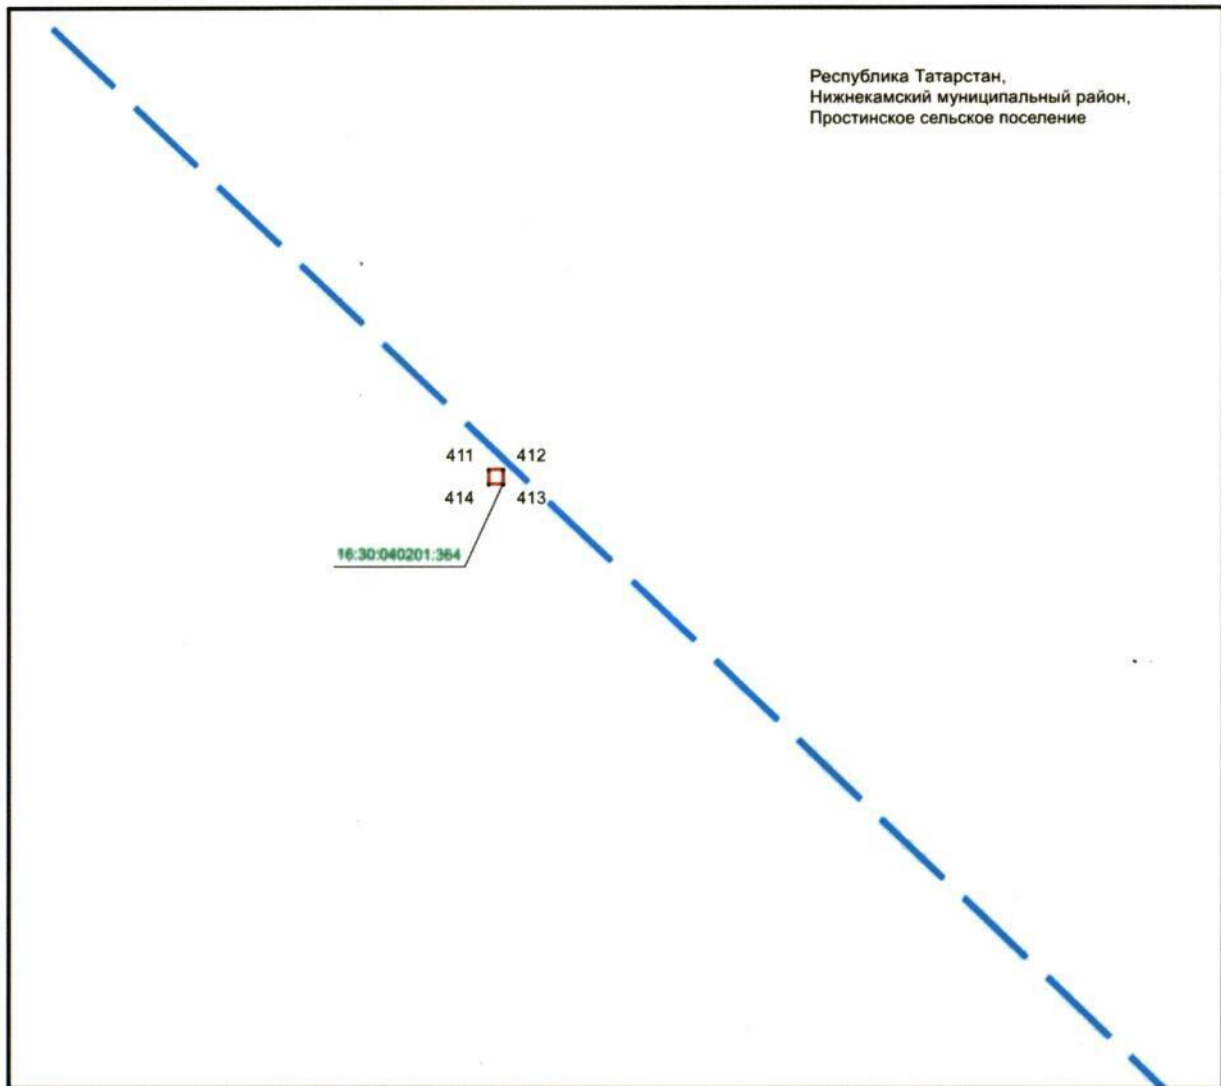 Республика Татарстан,
Нижнекамский муниципальный район,
Простинское сельское поселение
411 412
414 413
16:30:040201:364